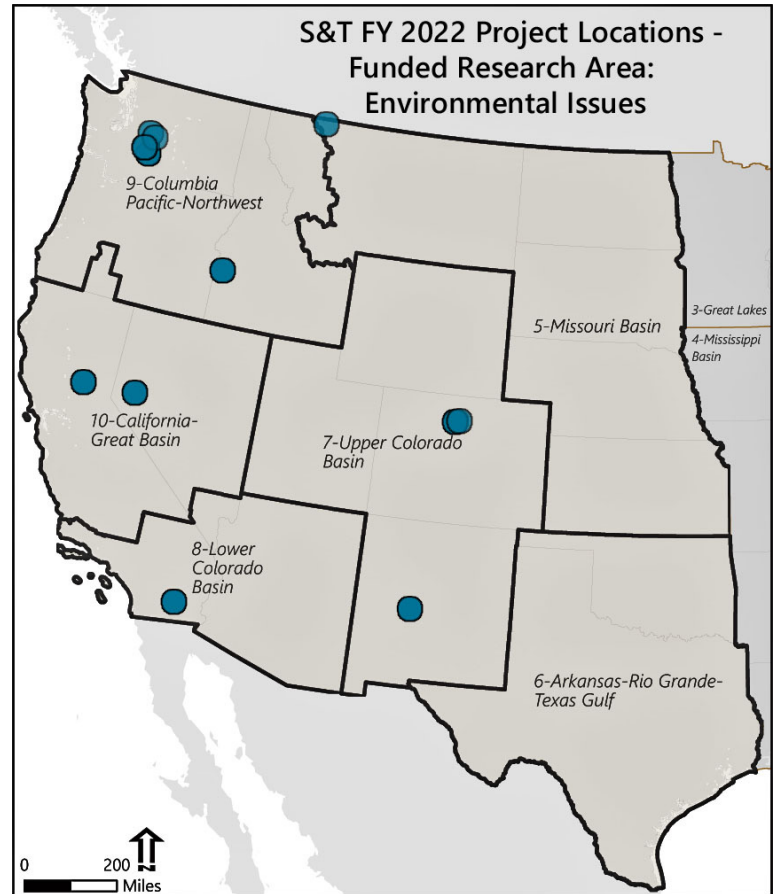 S&T FY 2022 Project Locations -
Funded Research Area:
Environmental Issues
9-Columbia
Pacific-Northwest
3-Great Lakes
5-Missouri Basin
4-Mississippi
Basin
10-California-
Great Basin
7-Upper Colorado
Basin
8-Lower
Colorado
Basin
6-Arkansas-Rio Grande-
Texas Gulf
N
0 200
Miles